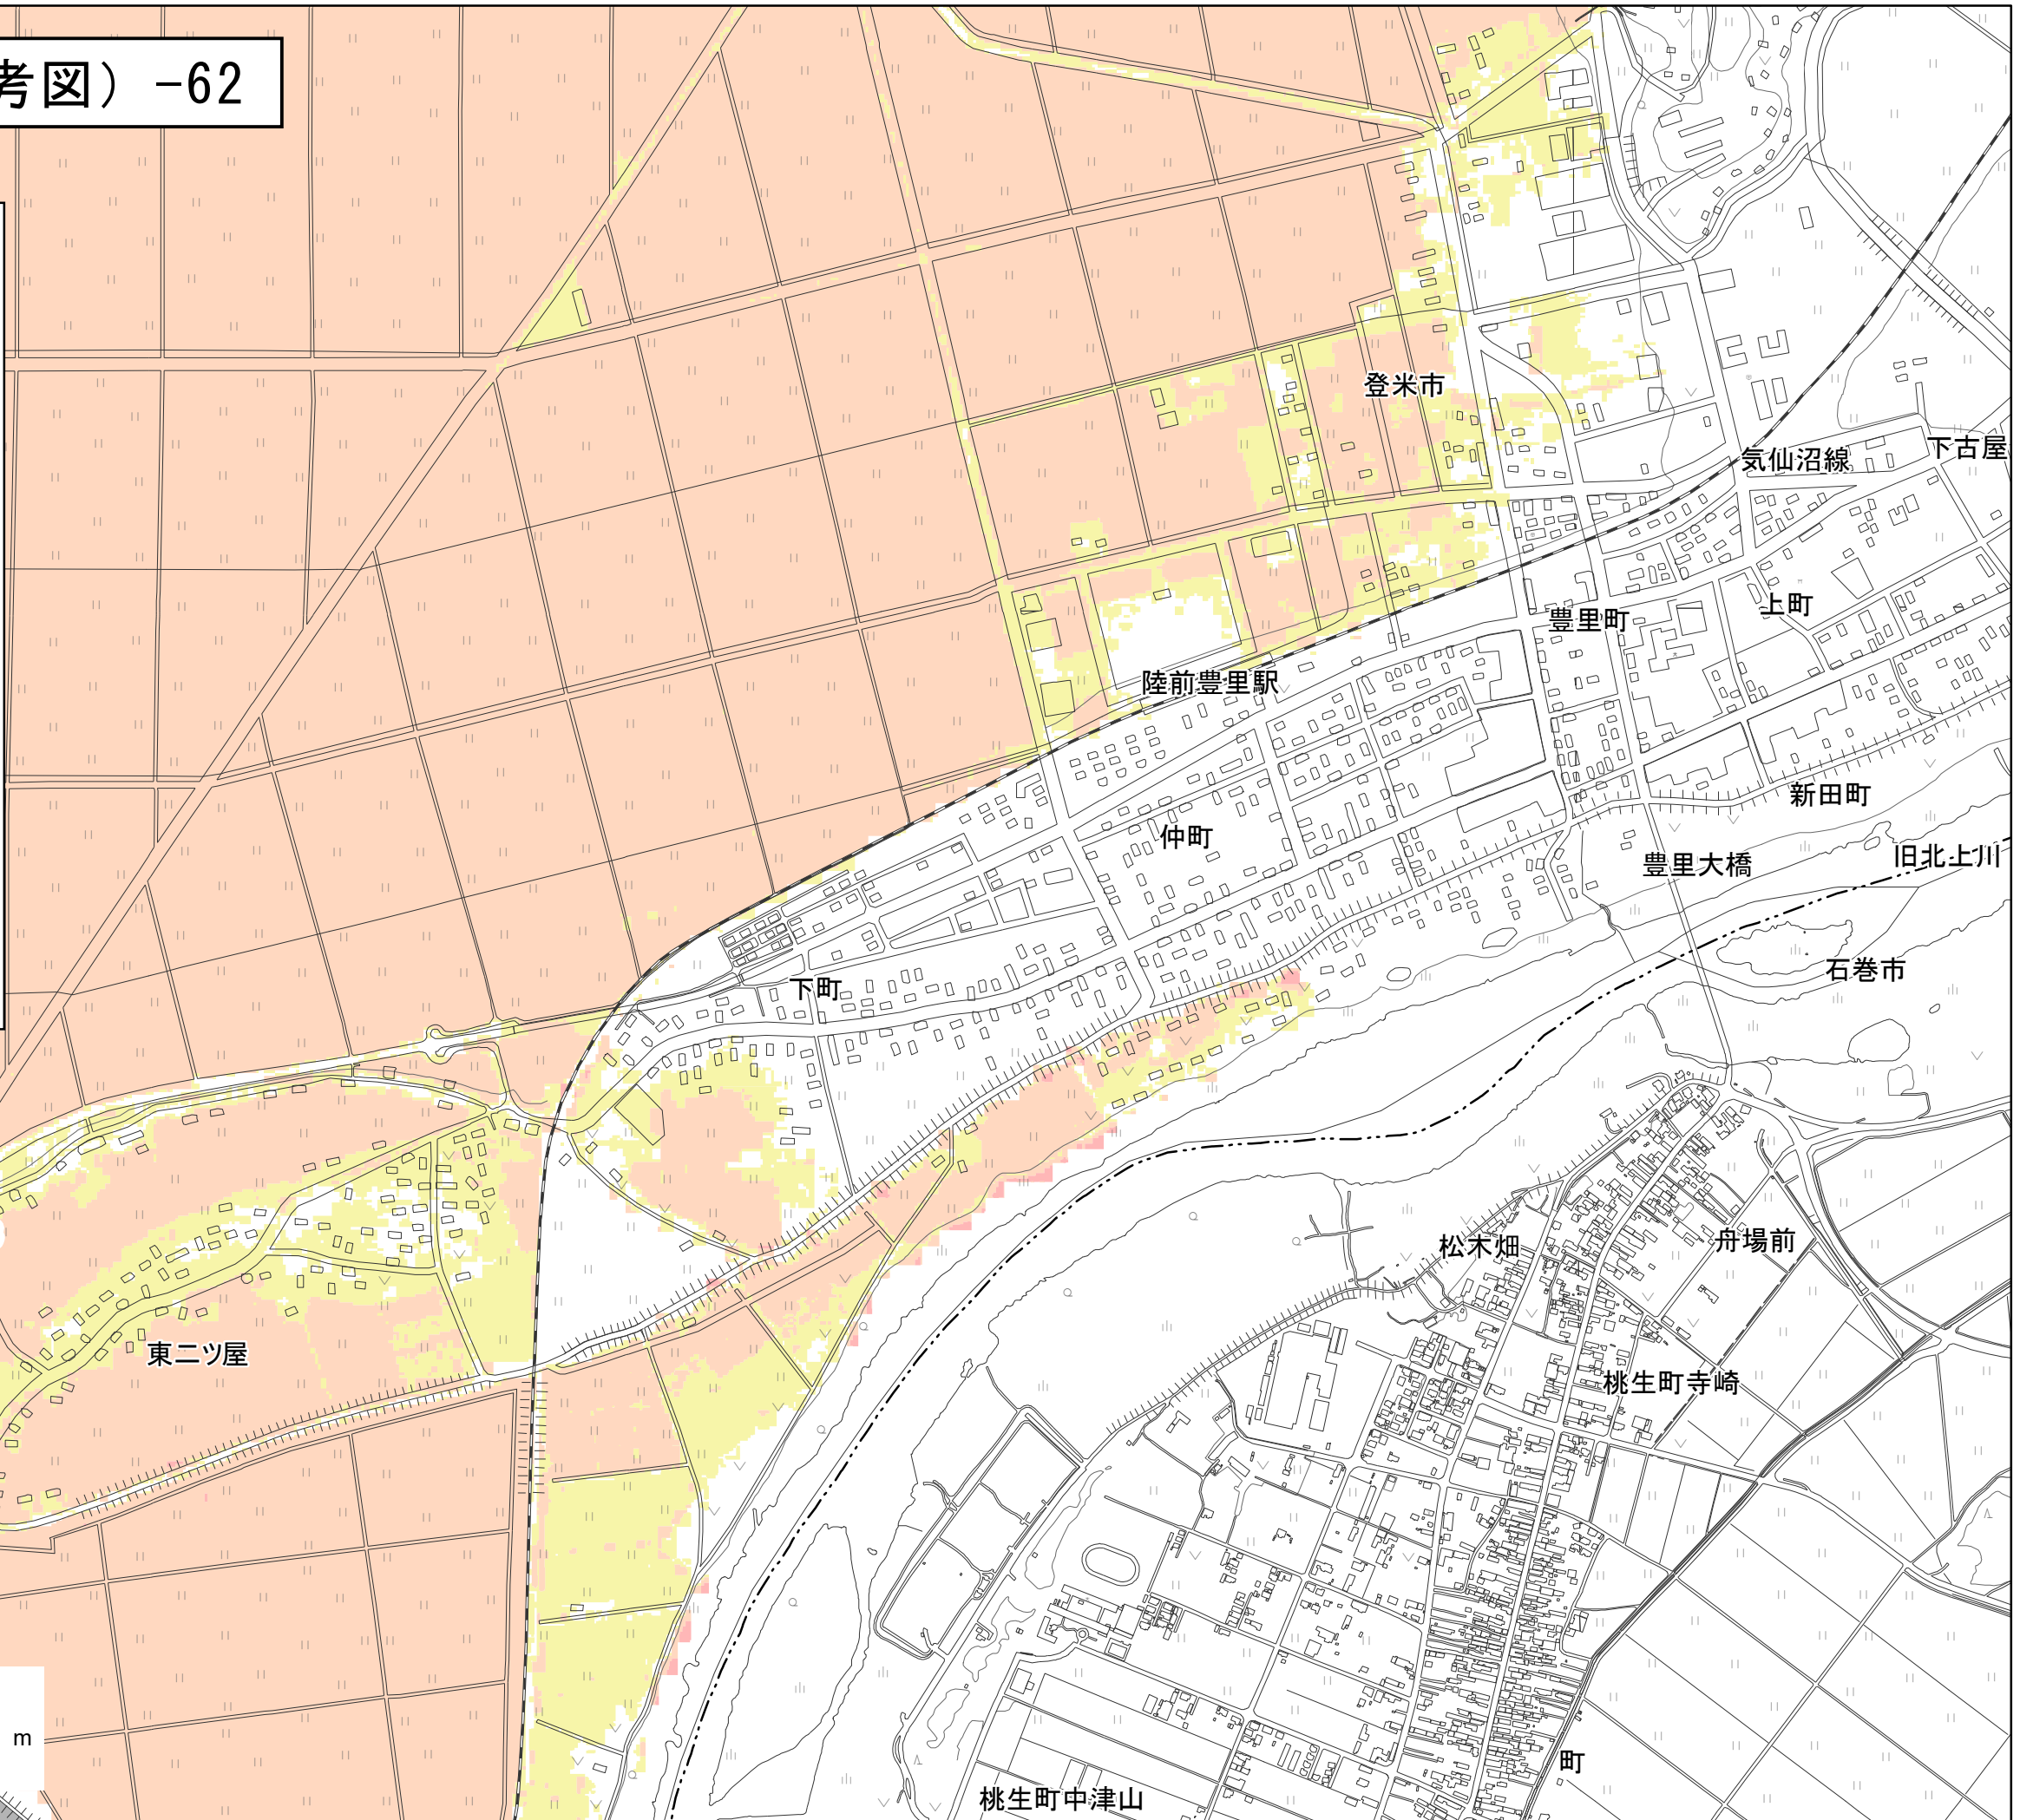 考図）－62
登米市
気仙沼線
下古屋
豊里町
上町
陸前豊里駅
新田町
仲町
豊里大橋
旧北上川
石巻市
下町
松木畑
舟場前
東二ツ屋
桃生町寺崎
m
町
桃生町中津山